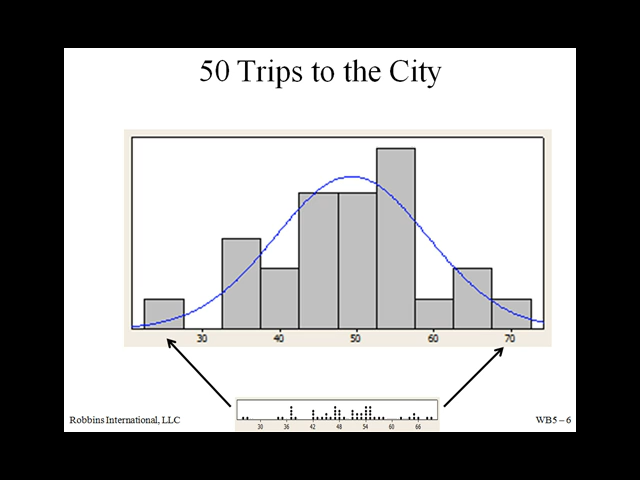 50 Trips to the City
30 40 50 60 70
30 36 42 48 54 60 66
Robbins International, LLC
WB5 – 6